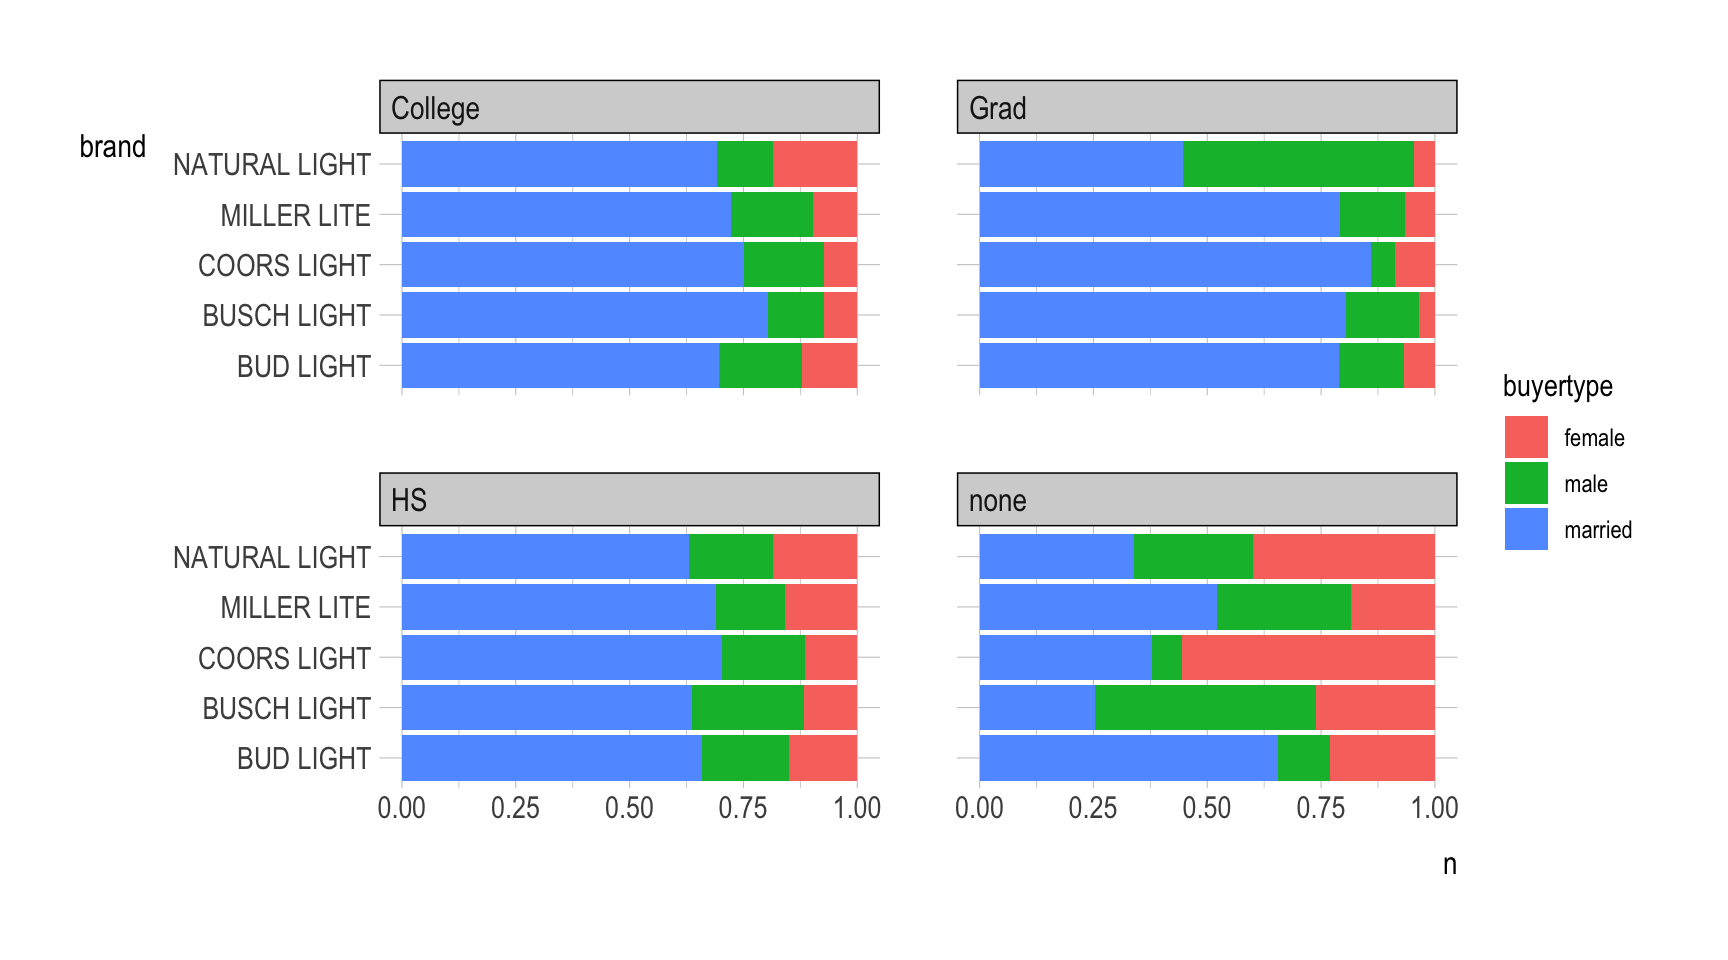 College
Grad
brand
NATURAL LIGHT
MILLER LITE
COORS LIGHT
BUSCH LIGHT
BUD LIGHT
buyertype
female
male
married
HS
none
NATURAL LIGHT
MILLER LITE
COORS LIGHT
BUSCH LIGHT
BUD LIGHT
0.00 0.25 0.50 0.75 1.00
0.00 0.25 0.50 0.75 1.00
n